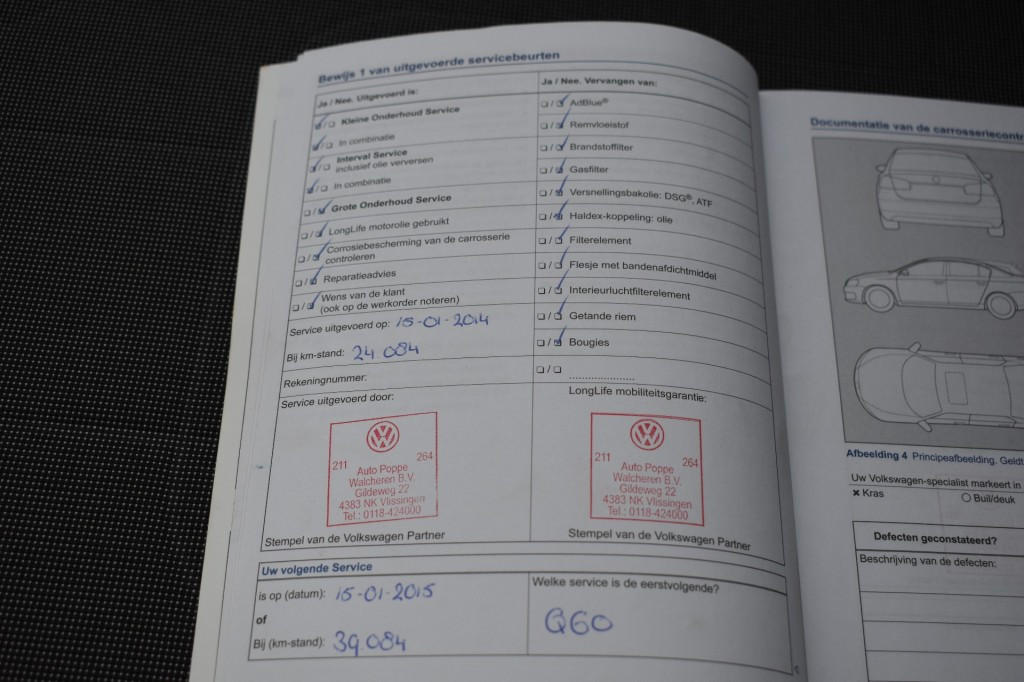 Bewijs 1 van uitgevoerde servicebeurten
Ja / Nee. Uitgevoerd is:
Kleine Onderhoud Service
In combinatie
Interval Service
inclusief olie verversen
In combinatie
Grote Onderhoud Service
LongLife motorolie gebruikt
Corrosiebescherming van de carrosserie
controleren
Reparatieadvies
Wens van de klant
(ook op de werkorder noteren)
Service uitgevoerd op: 15-01-2014
Bij km-stand: 24.084
Rekeningnummer:
Service uitgevoerd door:
211 264
Auto Poppe
Walcheren B.V.
Gildeweg 22
4383 NK Vlissingen
Tel.: 0118-424000
Stempel van de Volkswagen Partner
Ja / Nee. Vervangen van:
AdBlue®
Remvloeistof
Brandstoffilter
Gasfilter
Versnellingsbakolie: DSG®, ATF
Haldex-koppeling: olie
Filterelement
Flesje met bandenafdichtmiddel
Interieurluchtfilterelement
Getande riem
Bougies
LongLife mobiliteitsgarantie:
211 264
Auto Poppe
Walcheren B.V.
Gildeweg 22
4383 NK Vlissingen
Tel.: 0118-424000
Stempel van de Volkswagen Partner
Uw volgende Service
is op (datum): 15-01-2015
of
Bij (km-stand): 39.084
Welke service is de eerstvolgende?
Q60
Documentatie van de
Afbeelding 4 Principeafbeelding.
Uw Volkswagen-specialist markeert in
Kras
Buil/deuk
Defecten geconstateerd?
Beschrijving van de defecten: